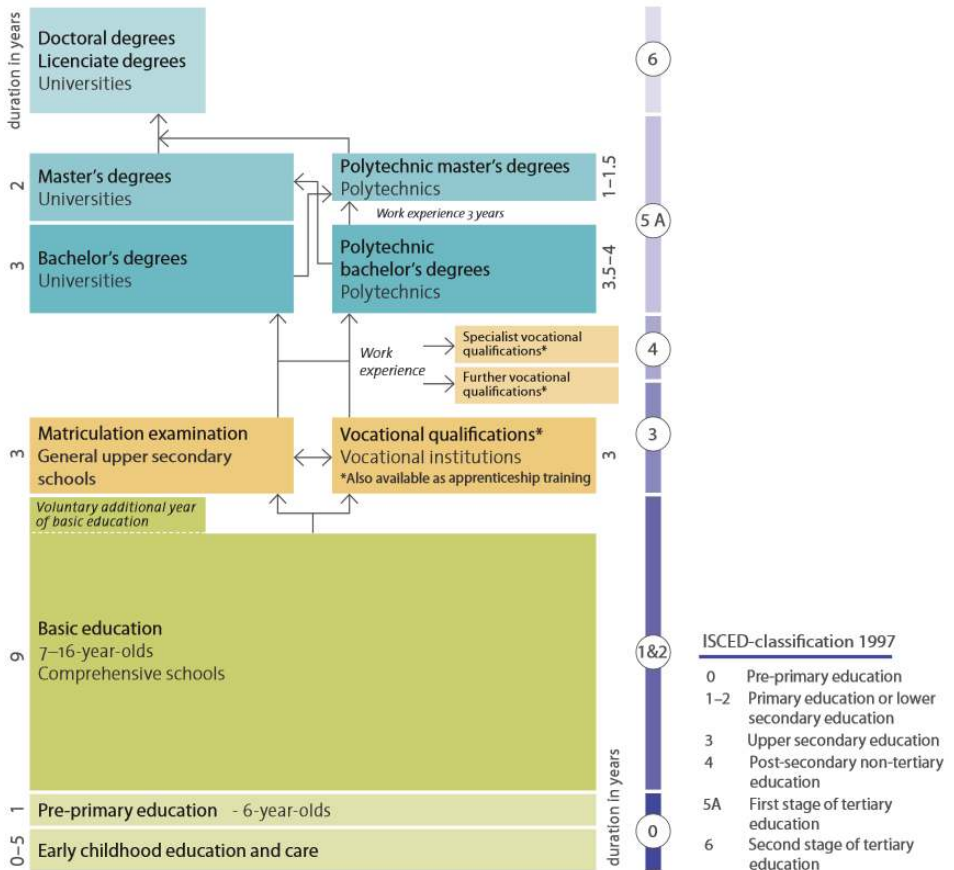 duration in years
Doctoral degrees
Licenciate degrees
Universities
6
2
Master's degrees
Universities
Polytechnic master's degrees
Polytechnics
1–1.5
Work experience 3 years
5 A
3
Bachelor's degrees
Universities
Polytechnic
bachelor's degrees
Polytechnics
3.5–4
Work
experience
Specialist vocational
qualifications*
Further vocational
qualifications*
4
3
Matriculation examination
General upper secondary
schools
Vocational qualifications*
Vocational institutions
*Also available as apprenticeship training
3
3
Voluntary additional year
of basic education
9
Basic education
7–16-year-olds
Comprehensive schools
1&2
1
Pre-primary education - 6-year-olds
0–5
Early childhood education and care
duration in years
0
ISCED-classification 1997
0 Pre-primary education
1–2 Primary education or lower
secondary education
3 Upper secondary education
4 Post-secondary non-tertiary
education
5A First stage of tertiary
education
6 Second stage of tertiary
education